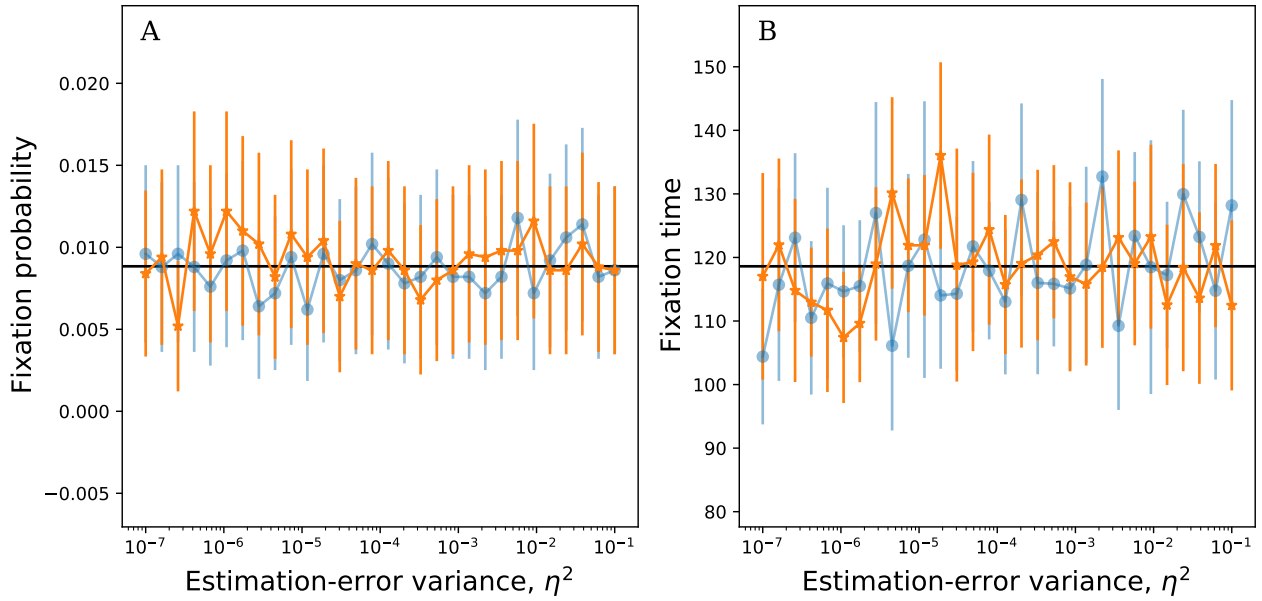 A
Fixation probability
0.020
0.015
0.010
0.005
0.000
−0.005
10⁻⁷ 10⁻⁶ 10⁻⁵ 10⁻⁴ 10⁻³ 10⁻² 10⁻¹
Estimation-error variance, η²
B
Fixation time
150
140
130
120
110
100
90
80
10⁻⁷ 10⁻⁶ 10⁻⁵ 10⁻⁴ 10⁻³ 10⁻² 10⁻¹
Estimation-error variance, η²